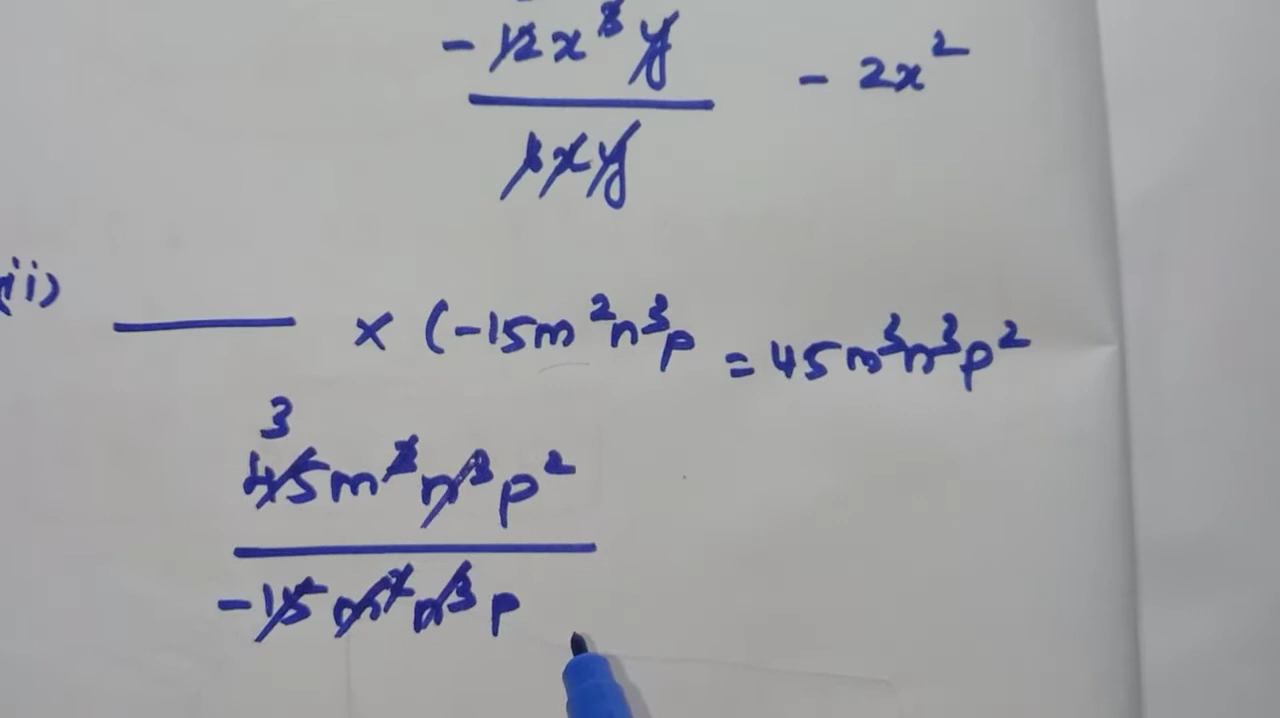 - 12x³y - 2x²
6xy
(ii) ____ × (-15m²n³p = 45m³n³p²
3
45m³n³p²
-15m²n³p